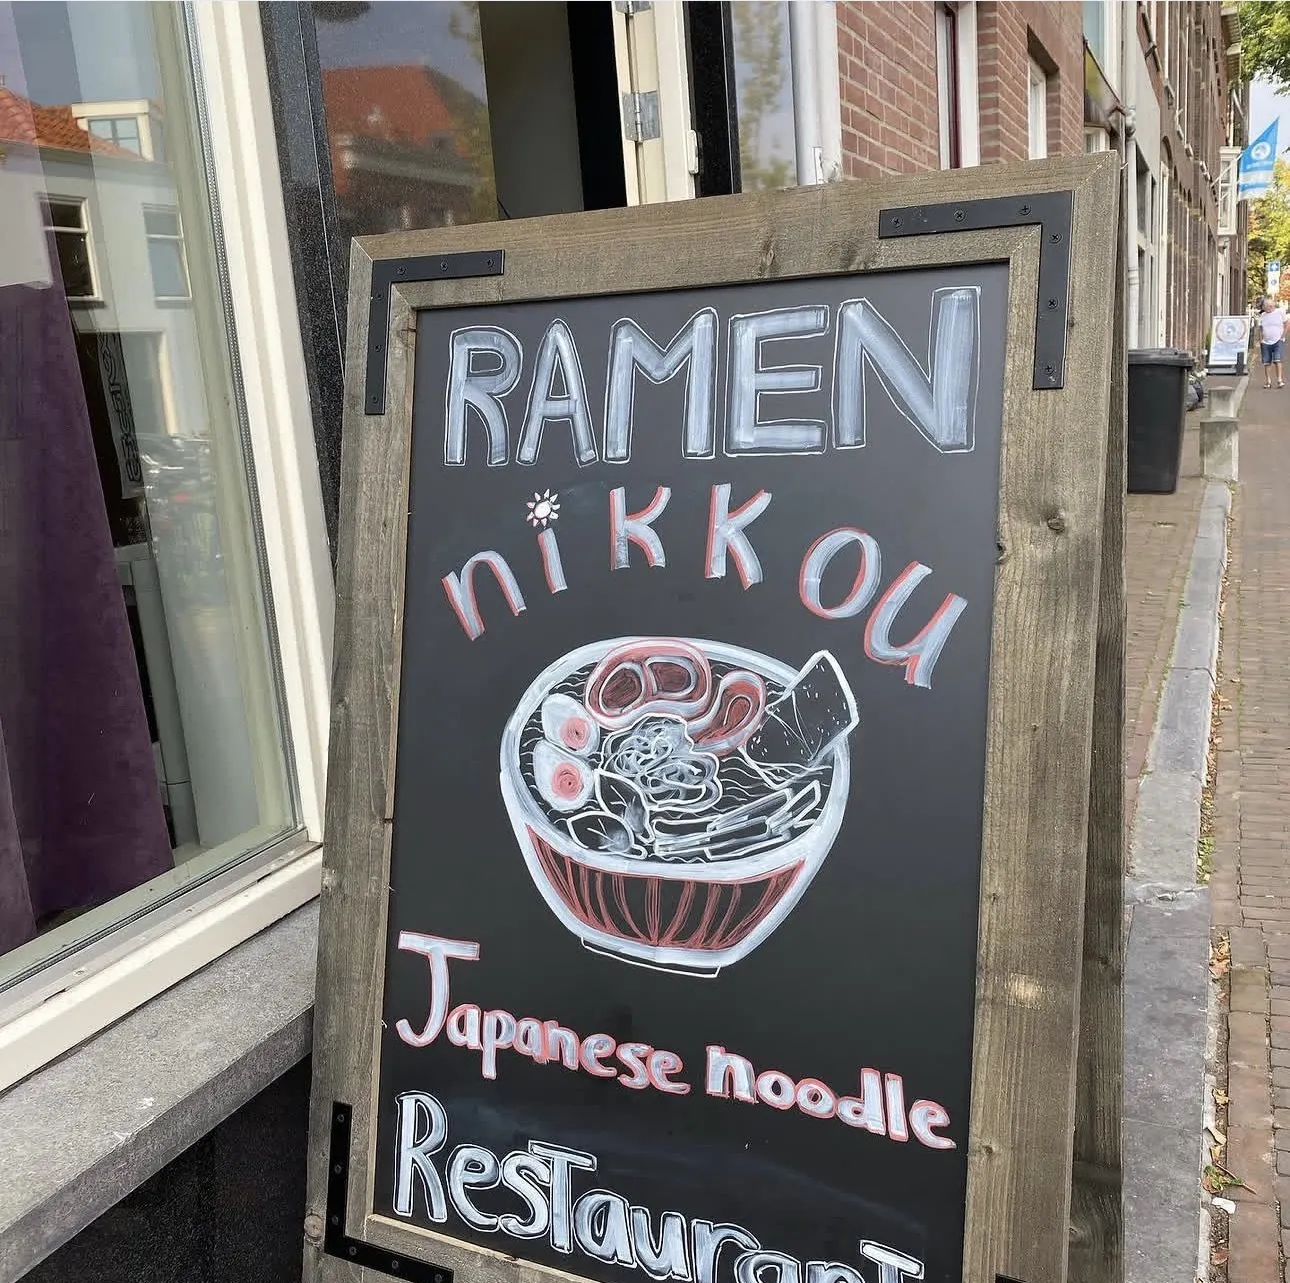 RAMEN
niKKOU
Japanese noodle
Restaurant